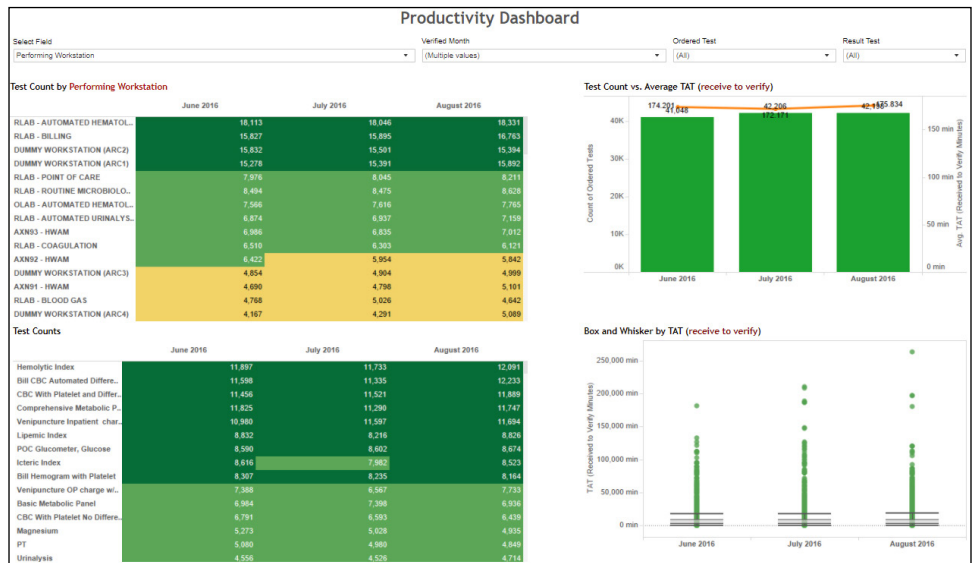 Productivity Dashboard
Select Field
Verified Month
Ordered Test
Result Test
Performing Workstation
(Multiple values)
(All)
(All)
Test Count by Performing Workstation
June 2016 July 2016 August 2016
RLAB - AUTOMATED HEMATOL.. 18,113 18,046 18,331
RLAB - BILLING 15,827 15,895 16,763
DUMMY WORKSTATION (ARC2) 15,832 15,501 15,394
DUMMY WORKSTATION (ARC1) 15,278 15,391 15,892
RLAB - POINT OF CARE 7,976 8,045 8,211
RLAB - ROUTINE MICROBIOLO.. 8,494 8,475 8,628
OLAB - AUTOMATED HEMATOL.. 7,566 7,616 7,765
RLAB - AUTOMATED URINALYS.. 6,874 6,937 7,159
AXN93 - HWAM 6,986 6,835 7,012
RLAB - COAGULATION 6,510 6,303 6,121
AXN92 - HWAM 6,422 5,954 5,842
DUMMY WORKSTATION (ARC3) 4,854 4,904 4,999
AXN91 - HWAM 4,690 4,798 5,101
RLAB - BLOOD GAS 4,768 5,026 4,642
DUMMY WORKSTATION (ARC4) 4,167 4,291 5,089
Test Count vs. Average TAT (receive to verify)
174.201 42,206 175.834
41,048 172.171 42,198
40K
30K
20K
10K
0K
Count of Ordered Tests
150 min
100 min
50 min
0 min
Avg. TAT (Received to Verify Minutes)
June 2016 July 2016 August 2016
Test Counts
June 2016 July 2016 August 2016
Hemolytic Index 11,897 11,733 12,091
Bill CBC Automated Differe.. 11,598 11,335 12,233
CBC With Platelet and Differ.. 11,456 11,521 11,889
Comprehensive Metabolic P.. 11,825 11,290 11,747
Venipuncture Inpatient char.. 10,980 11,597 11,694
Lipemic Index 8,832 8,216 8,826
POC Glucometer, Glucose 8,590 8,602 8,674
Icteric Index 8,616 7,982 8,523
Bill Hemogram with Platelet 8,307 8,235 8,164
Venipuncture OP charge w/.. 7,388 6,567 7,733
Basic Metabolic Panel 6,984 7,398 6,936
CBC With Platelet No Differe.. 6,791 6,593 6,439
Magnesium 5,273 5,028 4,935
PT 5,080 4,980 4,849
Urinalysis 4,556 4,526 4,714
Box and Whisker by TAT (receive to verify)
250,000 min
200,000 min
150,000 min
100,000 min
50,000 min
0 min
TAT (Received to Verify Minutes)
June 2016 July 2016 August 2016